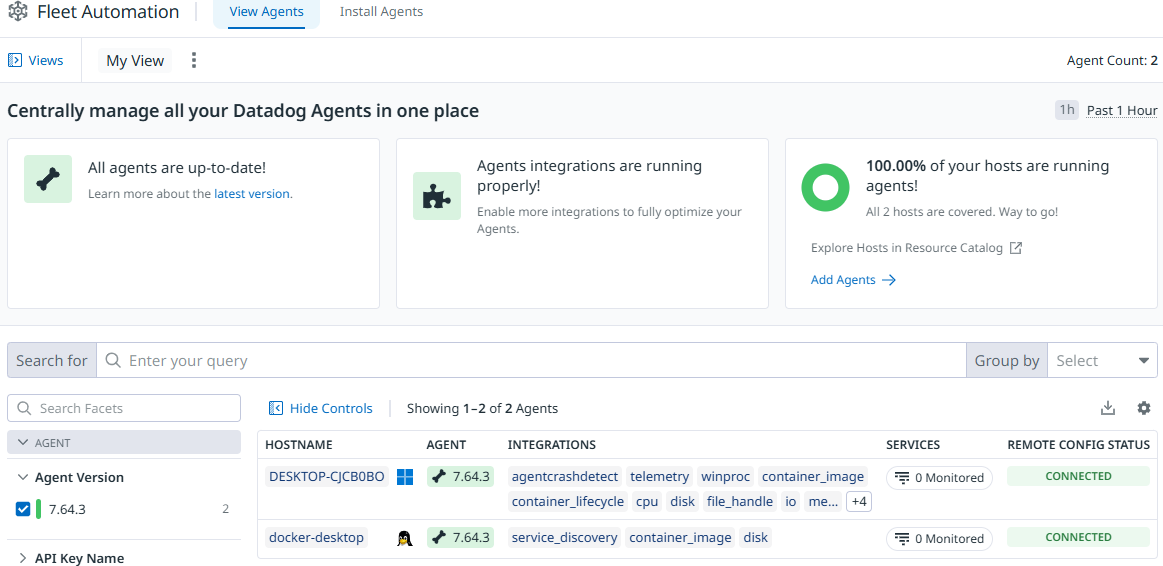 Fleet Automation View Agents Install Agents
Views My View Agent Count: 2
Centrally manage all your Datadog Agents in one place 1h Past 1 Hour
All agents are up-to-date!
Learn more about the latest version.
Agents integrations are running
properly!
Enable more integrations to fully optimize your
Agents.
100.00% of your hosts are running
agents!
All 2 hosts are covered. Way to go!
Explore Hosts in Resource Catalog
Add Agents
Search for Enter your query Group by Select
Search Facets
AGENT
Agent Version
7.64.3 2
API Key Name
Hide Controls Showing 1–2 of 2 Agents
HOSTNAME AGENT INTEGRATIONS SERVICES REMOTE CONFIG STATUS
DESKTOP-CJCB0BO 7.64.3 agentcrashdetect telemetry winproc container_image 0 Monitored CONNECTED
container_lifecycle cpu disk file_handle io me... +4
docker-desktop 7.64.3 service_discovery container_image disk 0 Monitored CONNECTED